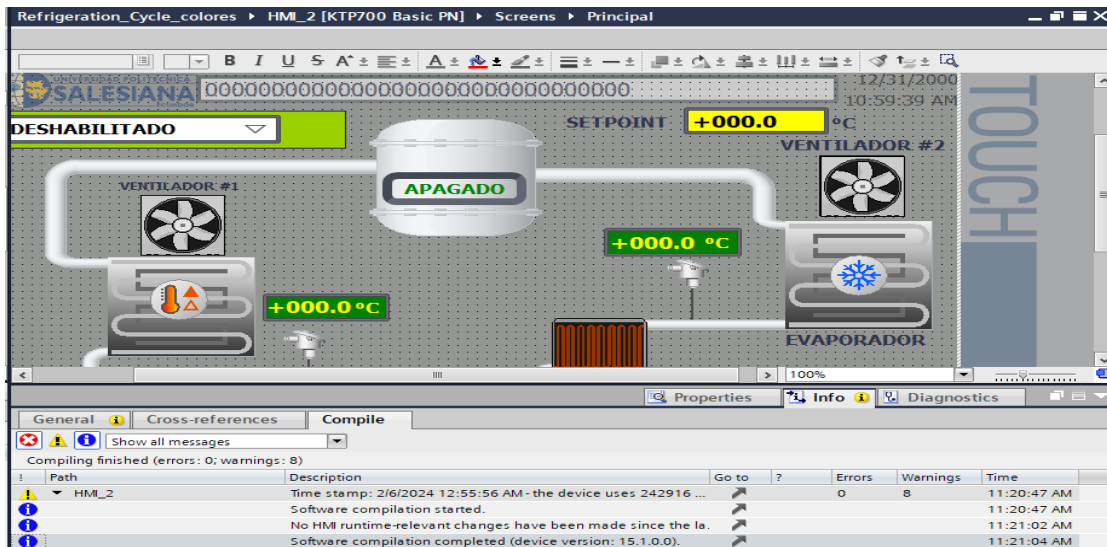 Refrigeration_Cycle_colores ▸ HMI_2 [KTP700 Basic PN] ▸ Screens ▸ Principal
B I U S A
UNIVERSIDAD POLITÉCNICA
SALESIANA
000000000000000000000000000000000
12/31/2000
10:59:39 AM
TOUCH
DESHABILITADO
SETPOINT +000.0 ºC
VENTILADOR #2
VENTILADOR #1
APAGADO
+000.0 ºC
+000.0 ºC
EVAPORADOR
100%
Properties Info Diagnostics
General Cross-references Compile
Show all messages
Compiling finished (errors: 0; warnings: 8)
! Path Description Go to ? Errors Warnings Time
HMI_2 Time stamp: 2/6/2024 12:55:56 AM - the device uses 242916 ... 0 8 11:20:47 AM
Software compilation started. 11:20:47 AM
No HMI runtime-relevant changes have been made since the la. 11:21:02 AM
Software compilation completed (device version: 15.1.0.0). 11:21:04 AM